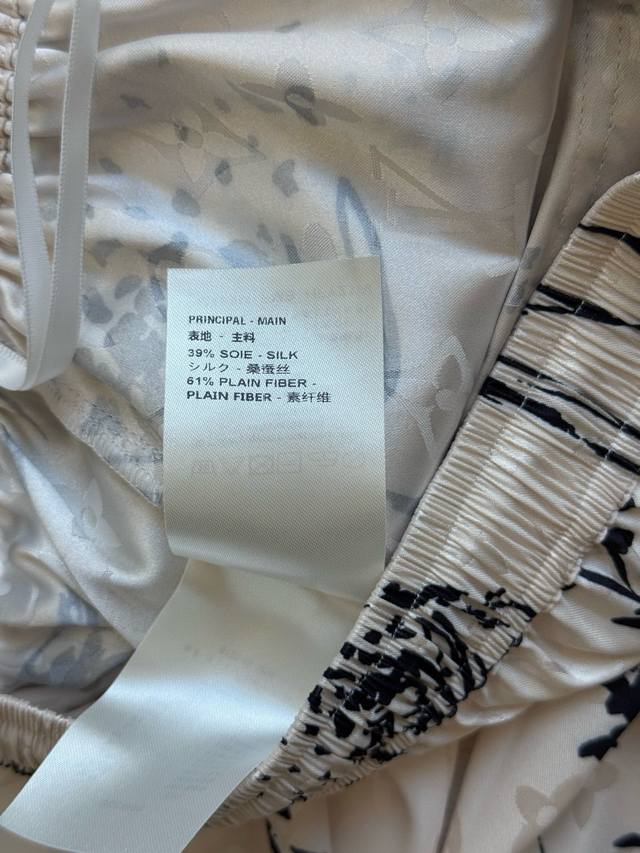 PRINCIPAL - MAIN
表地 - 主料
39% SOIE - SILK
シルク - 桑蚕丝
61% PLAIN FIBER -
PLAIN FIBER - 素纤维